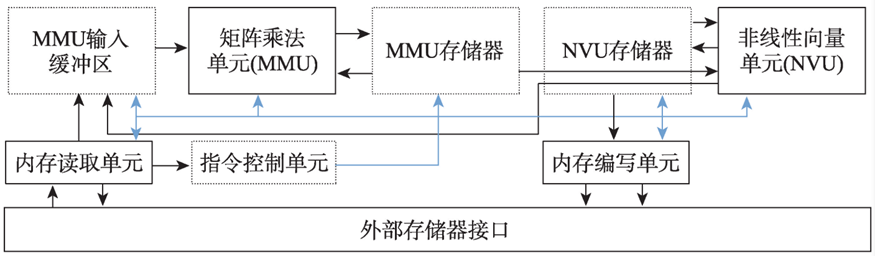 MMU输入
缓冲区
矩阵乘法
单元(MMU)
MMU存储器
NVU存储器
非线性向量
单元(NVU)
内存读取单元
指令控制单元
内存编写单元
外部存储器接口